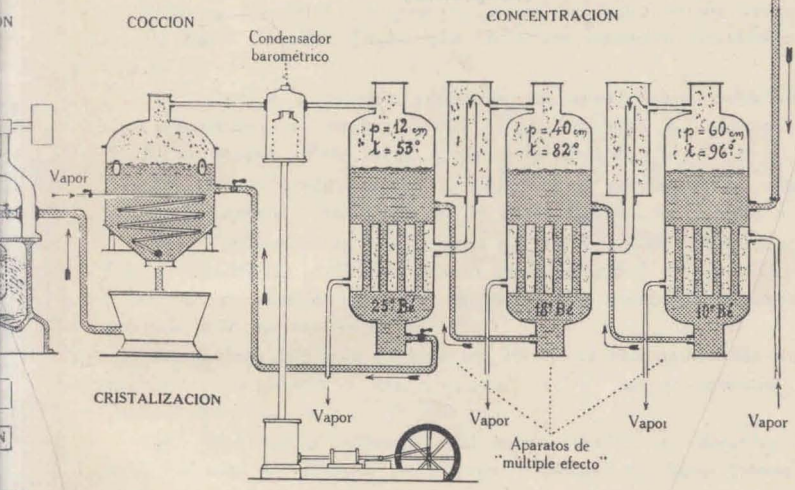 ON
COCCION
CONCENTRACION
Condensador
barométrico
p = 12 cm
t = 53°
p = 40 cm
t = 82°
p = 60 cm
t = 96°
Vapor
25° Bé
18° Bé
10° Bé
CRISTALIZACION
Vapor
Vapor
Vapor
Vapor
Aparatos de
"múltiple efecto"
N